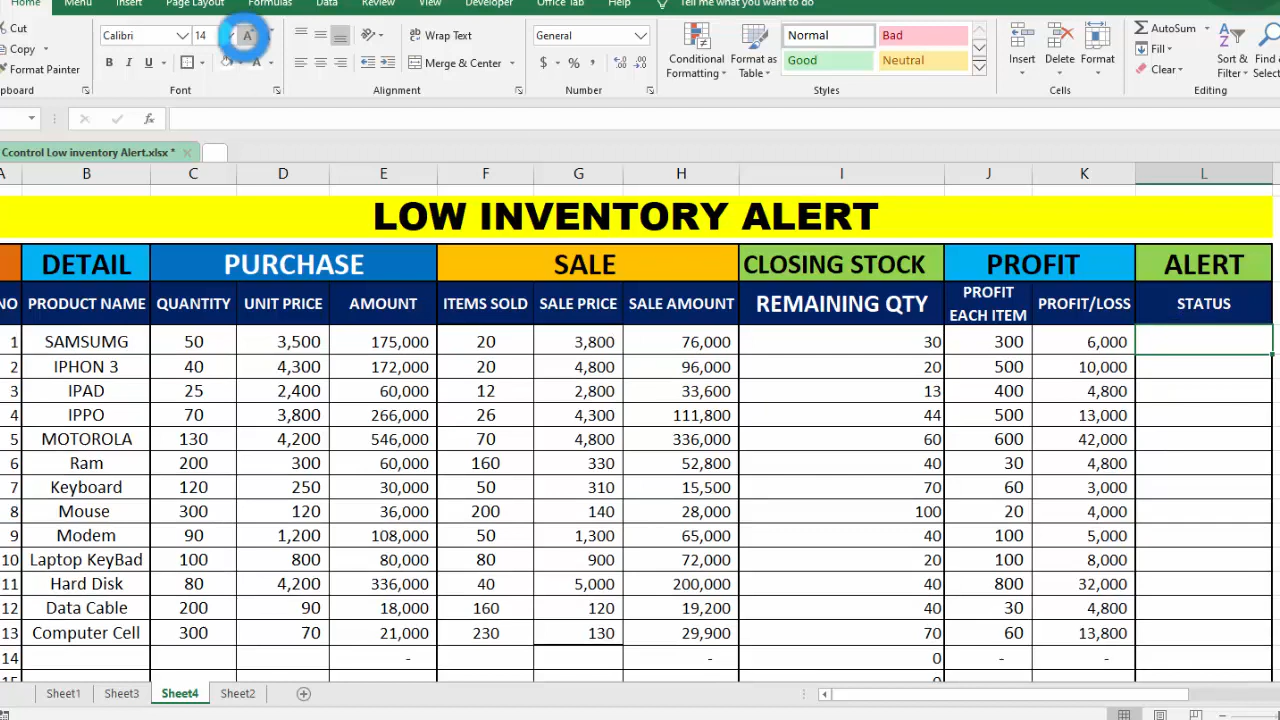 Home Menu Insert Page Layout Formulas Data Review View Developer Office Tab Help Tell me what you want to do
Cut
Copy
Format Painter
Calibri 14
B I U
Font
Wrap Text
Merge & Center
Alignment
General
$ % ,
Number
Conditional Formatting
Format as Table
Normal Bad
Good Neutral
Styles
Insert Delete Format
Cells
AutoSum
Fill
Clear
Sort & Filter
Editing
Ccontrol Low inventory Alert.xlsx *
A B C D E F G H I J K L
LOW INVENTORY ALERT
DETAIL PURCHASE SALE CLOSING STOCK PROFIT ALERT
NO PRODUCT NAME QUANTITY UNIT PRICE AMOUNT ITEMS SOLD SALE PRICE SALE AMOUNT REMAINING QTY PROFIT EACH ITEM PROFIT/LOSS STATUS
1 SAMSUMG 50 3,500 175,000 20 3,800 76,000 30 300 6,000
2 IPHON 3 40 4,300 172,000 20 4,800 96,000 20 500 10,000
3 IPAD 25 2,400 60,000 12 2,800 33,600 13 400 4,800
4 IPPO 70 3,800 266,000 26 4,300 111,800 44 500 13,000
5 MOTOROLA 130 4,200 546,000 70 4,800 336,000 60 600 42,000
6 Ram 200 300 60,000 160 330 52,800 40 30 4,800
7 Keyboard 120 250 30,000 50 310 15,500 70 60 3,000
8 Mouse 300 120 36,000 200 140 28,000 100 20 4,000
9 Modem 90 1,200 108,000 50 1,300 65,000 40 100 5,000
10 Laptop KeyBad 100 800 80,000 80 900 72,000 20 100 8,000
11 Hard Disk 80 4,200 336,000 40 5,000 200,000 40 800 32,000
12 Data Cable 200 90 18,000 160 120 19,200 40 30 4,800
13 Computer Cell 300 70 21,000 230 130 29,900 70 60 13,800
14 - - 0 - -
Sheet1 Sheet3 Sheet4 Sheet2